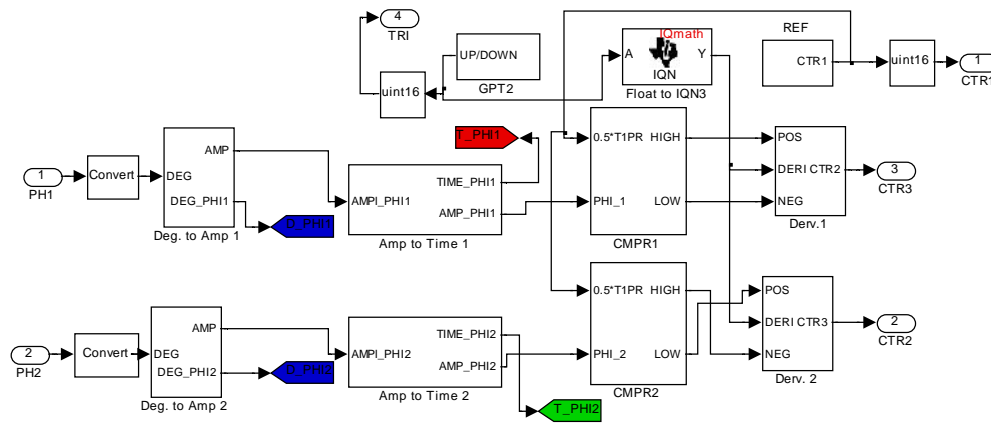 4
TRI
UP/DOWN
GPT2
uint16
IQmath
A
Y
IQN
Float to IQN3
REF
CTR1
uint16
1
CTR1
T_PHI1
1
PH1
Convert
DEG
AMP
DEG_PHI1
Deg. to Amp 1
D_PHI1
AMPI_PHI1
TIME_PHI1
AMP_PHI1
Amp to Time 1
0.5*T1PR
HIGH
PHI_1
LOW
CMPR1
POS
DERI CTR2
NEG
Derv.1
3
CTR3
2
PH2
Convert
DEG
AMP
DEG_PHI2
Deg. to Amp 2
D_PHI2
AMPI_PHI2
TIME_PHI2
AMP_PHI2
Amp to Time 2
T_PHI2
0.5*T1PR
HIGH
PHI_2
LOW
CMPR2
POS
DERI CTR3
NEG
Derv. 2
2
CTR2